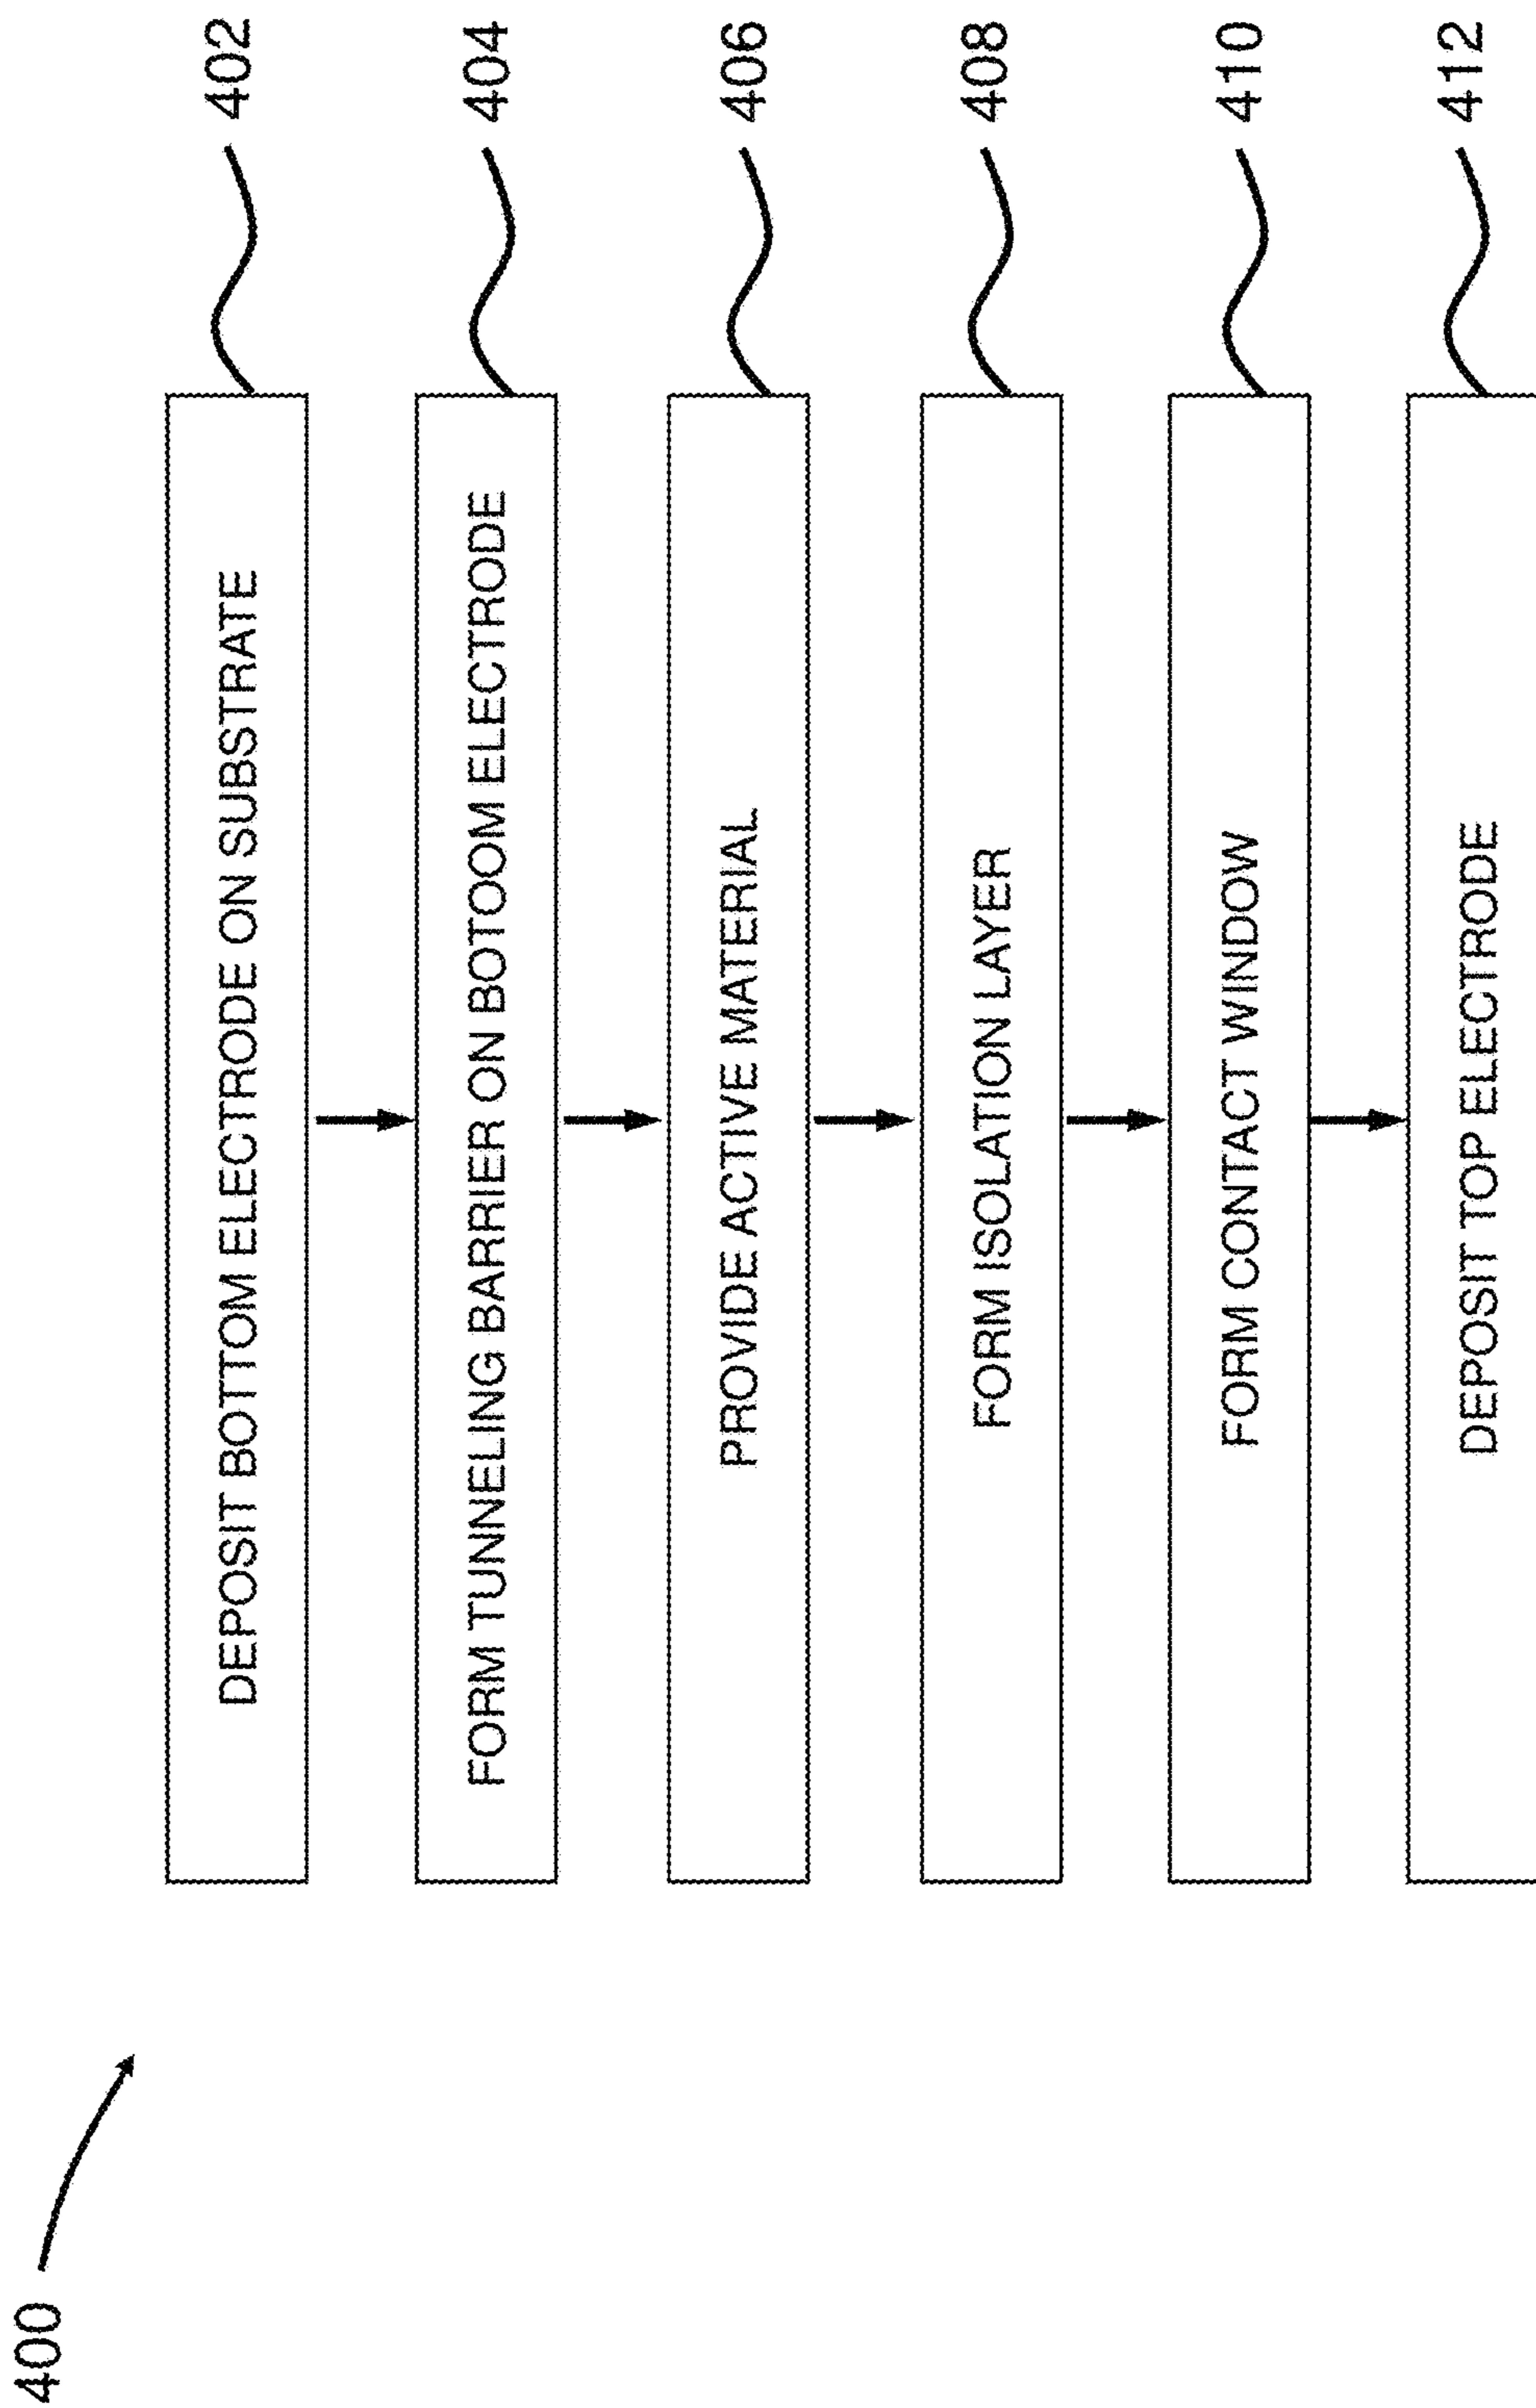 400
DEPOSIT BOTTOM ELECTRODE ON SUBSTRATE
402
FORM TUNNELING BARRIER ON BOTOOM ELECTRODE
404
PROVIDE ACTIVE MATERIAL
406
FORM ISOLATION LAYER
408
FORM CONTACT WINDOW
410
DEPOSIT TOP ELECTRODE
412